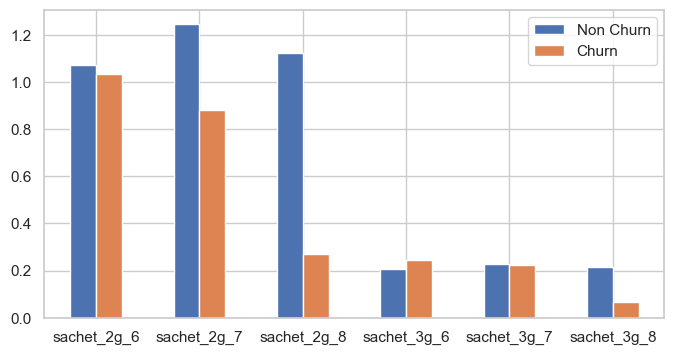 Non Churn
Churn
1.2
1.0
0.8
0.6
0.4
0.2
0.0
sachet_2g_6 sachet_2g_7 sachet_2g_8 sachet_3g_6 sachet_3g_7 sachet_3g_8